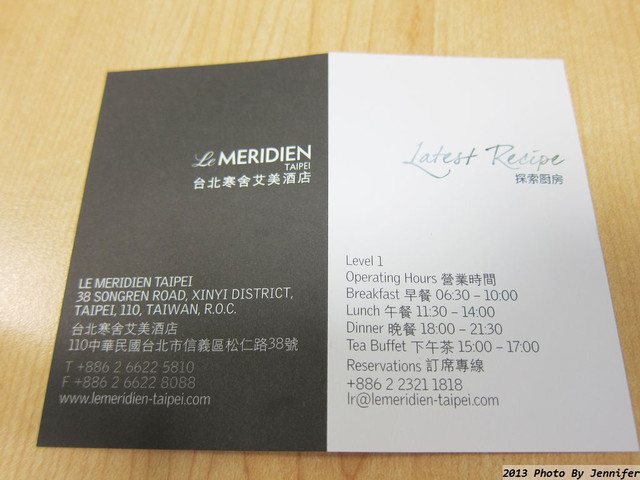 Le MERIDIEN
TAIPEI
台北寒舍艾美酒店
LE MERIDIEN TAIPEI
38 SONGREN ROAD, XINYI DISTRICT,
TAIPEI, 110, TAIWAN, R.O.C.
台北寒舍艾美酒店
110中華民國台北市信義區松仁路38號
T +886 2 6622 5810
F +886 2 6622 8088
www.lemeridien-taipei.com
Latest Recipe
探索廚房
Level 1
Operating Hours 營業時間
Breakfast 早餐 06:30 – 10:00
Lunch 午餐 11:30 – 14:00
Dinner 晚餐 18:00 – 21:30
Tea Buffet 下午茶 15:00 – 17:00
Reservations 訂席專線
+886 2 2321 1818
lr@lemeridien-taipei.com
2013 Photo By Jennifer